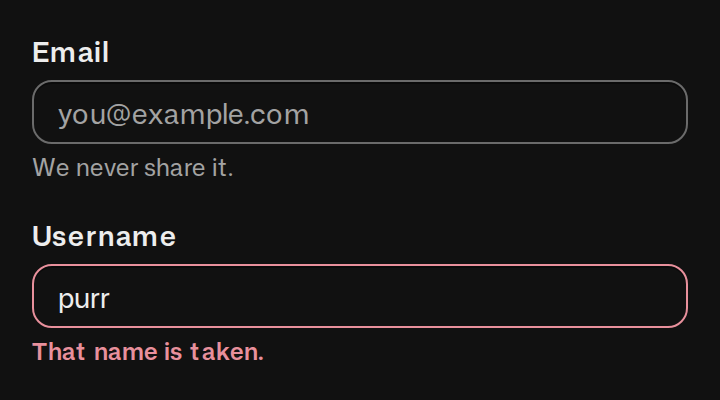 Email
you@example.com
We never share it.
Username
purr
That name is taken.